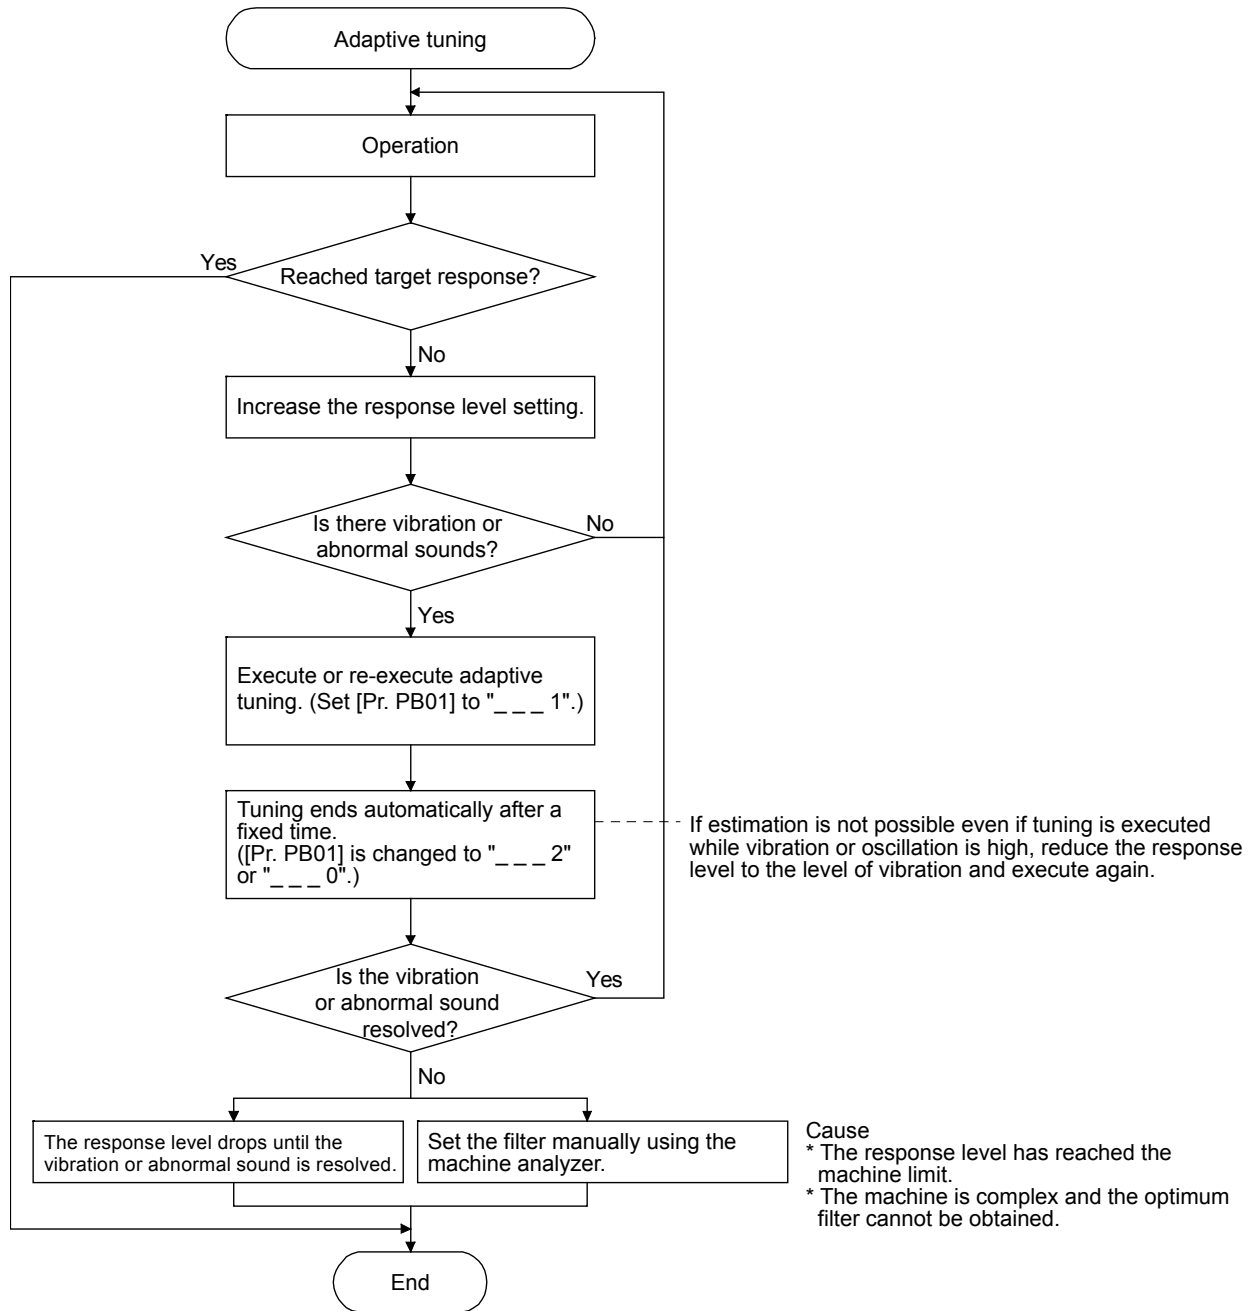 Adaptive tuning
Operation
Yes
Reached target response?
No
Increase the response level setting.
Is there vibration or
abnormal sounds?
No
Yes
Execute or re-execute adaptive
tuning. (Set [Pr. PB01] to "_ _ _ 1".)
Tuning ends automatically after a
fixed time.
([Pr. PB01] is changed to "_ _ _ 2"
or "_ _ _ 0".)
If estimation is not possible even if tuning is executed
while vibration or oscillation is high, reduce the response
level to the level of vibration and execute again.
Is the vibration
or abnormal sound
resolved?
Yes
No
The response level drops until the
vibration or abnormal sound is resolved.
Set the filter manually using the
machine analyzer.
Cause
* The response level has reached the
machine limit.
* The machine is complex and the optimum
filter cannot be obtained.
End